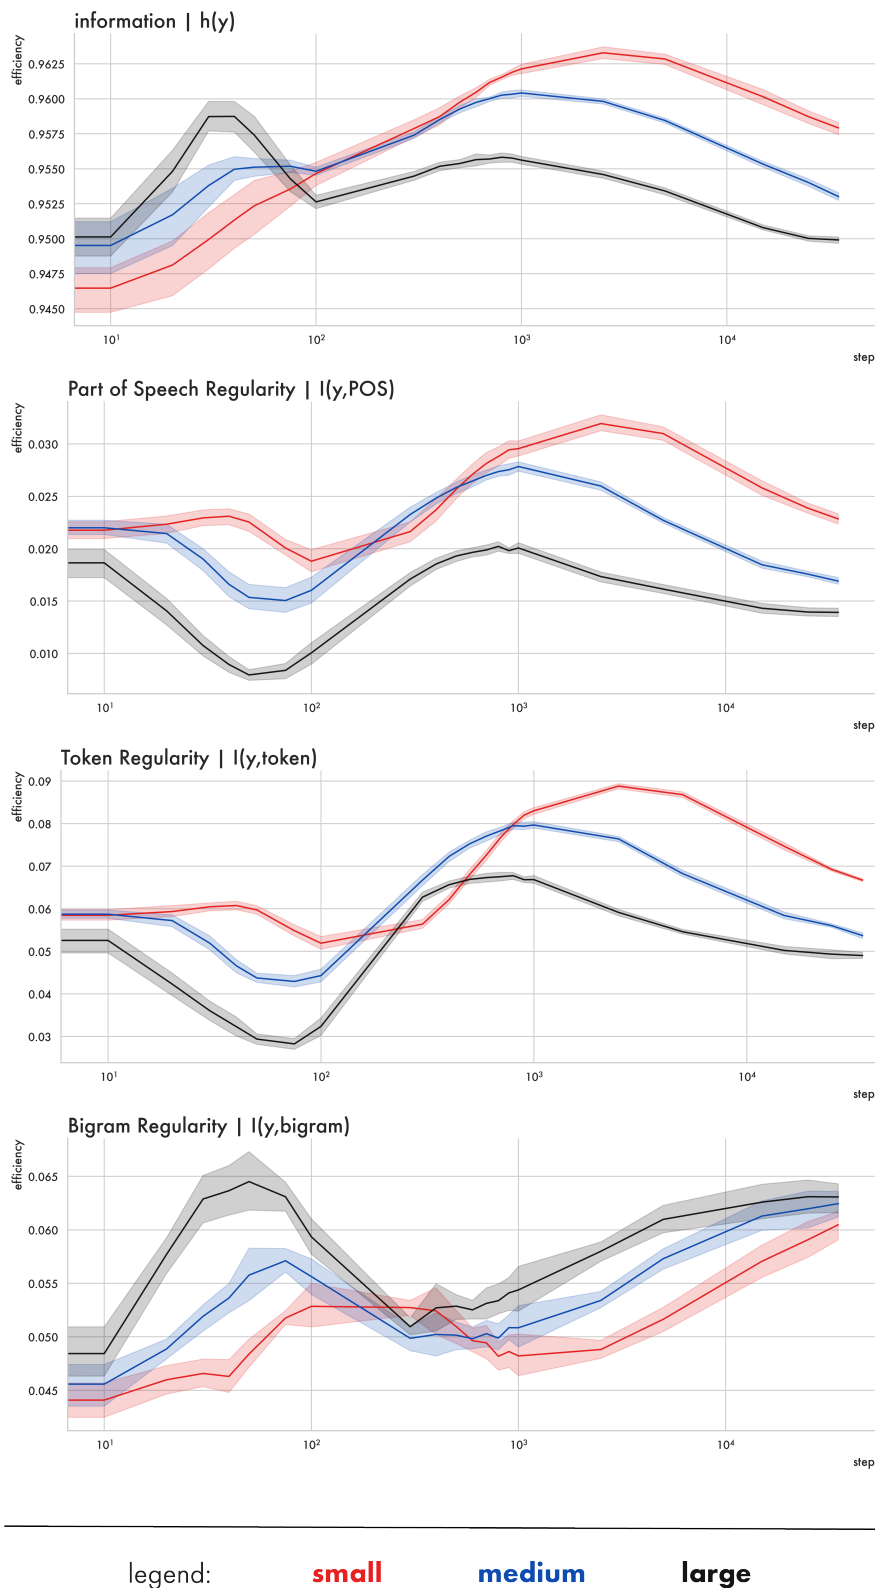 information | h(y)
efficiency
0.9625
0.9600
0.9575
0.9550
0.9525
0.9500
0.9475
0.9450
10¹ 10² 10³ 10⁴
step
Part of Speech Regularity | I(y,POS)
efficiency
0.030
0.025
0.020
0.015
0.010
10¹ 10² 10³ 10⁴
step
Token Regularity | I(y,token)
efficiency
0.09
0.08
0.07
0.06
0.05
0.04
0.03
10¹ 10² 10³ 10⁴
step
Bigram Regularity | I(y,bigram)
efficiency
0.065
0.060
0.055
0.050
0.045
10¹ 10² 10³ 10⁴
step
legend: small medium large